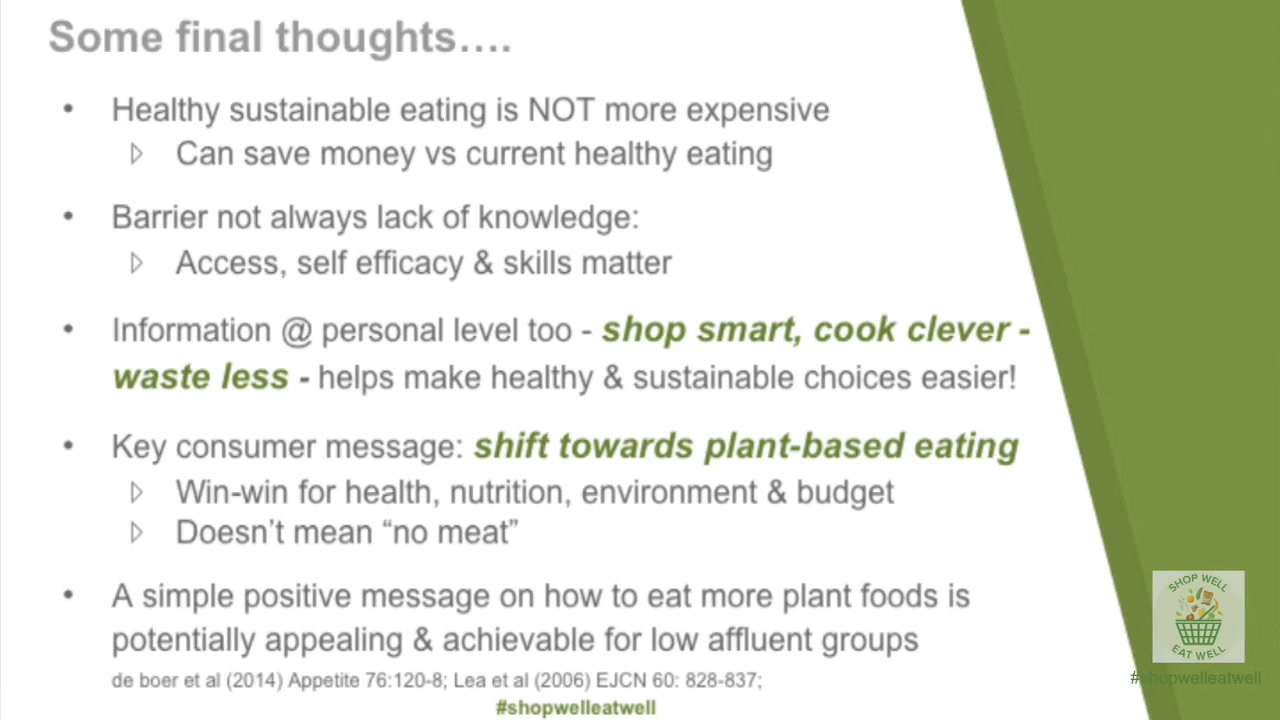 Some final thoughts….
• Healthy sustainable eating is NOT more expensive
Can save money vs current healthy eating
• Barrier not always lack of knowledge:
Access, self efficacy & skills matter
• Information @ personal level too - shop smart, cook clever -
waste less - helps make healthy & sustainable choices easier!
• Key consumer message: shift towards plant-based eating
Win-win for health, nutrition, environment & budget
Doesn’t mean “no meat”
• A simple positive message on how to eat more plant foods is
potentially appealing & achievable for low affluent groups
de boer et al (2014) Appetite 76:120-8; Lea et al (2006) EJCN 60: 828-837;
#shopwelleatwell
SHOP WELL
EAT WELL
#shopwelleatwell